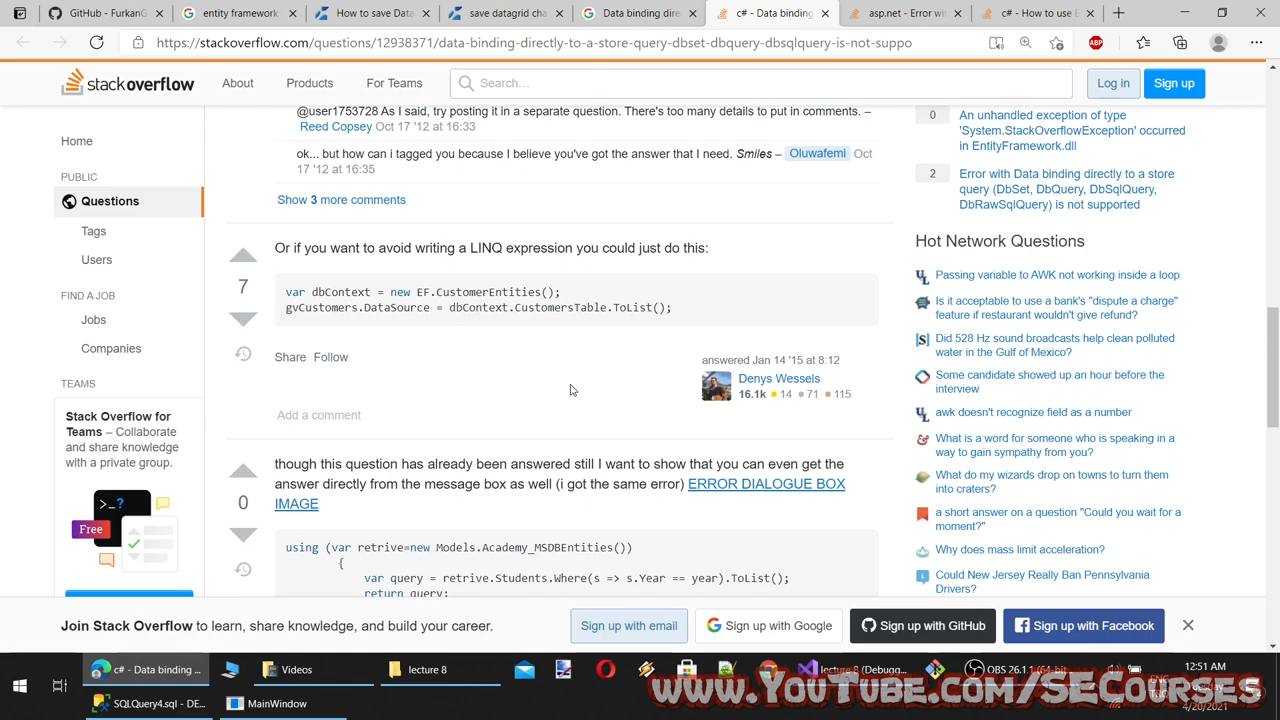 GitHub - FurkanG
entity framework
How to save Data
save datagrid cha
Data binding dire
c# - Data binding
asp.net - Error wit
c# - How to use E
https://stackoverflow.com/questions/12938371/data-binding-directly-to-a-store-query-dbset-dbquery-dbsqlquery-is-not-suppo
ABP
stackoverflow
About
Products
For Teams
Search...
Log in
Sign up
Home
PUBLIC
Questions
Tags
Users
FIND A JOB
Jobs
Companies
TEAMS
Stack Overflow for
Teams – Collaborate
and share knowledge
with a private group.
>_?
Free
@user1753728 As I said, try posting it in a separate question. There's too many details to put in comments. –
Reed Copsey Oct 17 '12 at 16:33
ok... but how can i tagged you because I believe you've got the answer that I need. Smiles – Oluwafemi Oct
17 '12 at 16:35
Show 3 more comments
Or if you want to avoid writing a LINQ expression you could just do this:
7
var dbContext = new EF.CustomerEntities();
gvCustomers.DataSource = dbContext.CustomersTable.ToList();
Share Follow
answered Jan 14 '15 at 8:12
Denys Wessels
16.1k 14 71 115
Add a comment
though this question has already been answered still I want to show that you can even get the
answer directly from the message box as well (i got the same error) ERROR DIALOGUE BOX
IMAGE
0
using (var retrive=new Models.Academy_MSDBEntities())
{
var query = retrive.Students.Where(s => s.Year == year).ToList();
return query;
0
An unhandled exception of type
'System.StackOverflowException' occurred
in EntityFramework.dll
2
Error with Data binding directly to a store
query (DbSet, DbQuery, DbSqlQuery,
DbRawSqlQuery) is not supported
Hot Network Questions
Passing variable to AWK not working inside a loop
Is it acceptable to use a bank's "dispute a charge"
feature if restaurant wouldn't give refund?
Did 528 Hz sound broadcasts help clean polluted
water in the Gulf of Mexico?
Some candidate showed up an hour before the
interview
awk doesn't recognize field as a number
What is a word for someone who is speaking in a
way to gain sympathy from you?
What do my wizards drop on towns to turn them
into craters?
a short answer on a question "Could you wait for a
moment?"
Why does mass limit acceleration?
Could New Jersey Really Ban Pennsylvania
Drivers?
Join Stack Overflow to learn, share knowledge, and build your career.
Sign up with email
Sign up with Google
Sign up with GitHub
Sign up with Facebook
c# - Data binding ...
Videos
lecture 8
lecture 8 (Debugg...
OBS 26.1.1 (64-bit...
12:51 AM
SQLQuery4.sql - DE...
MainWindow
4/20/2021
www.YouTube.com/SECourses